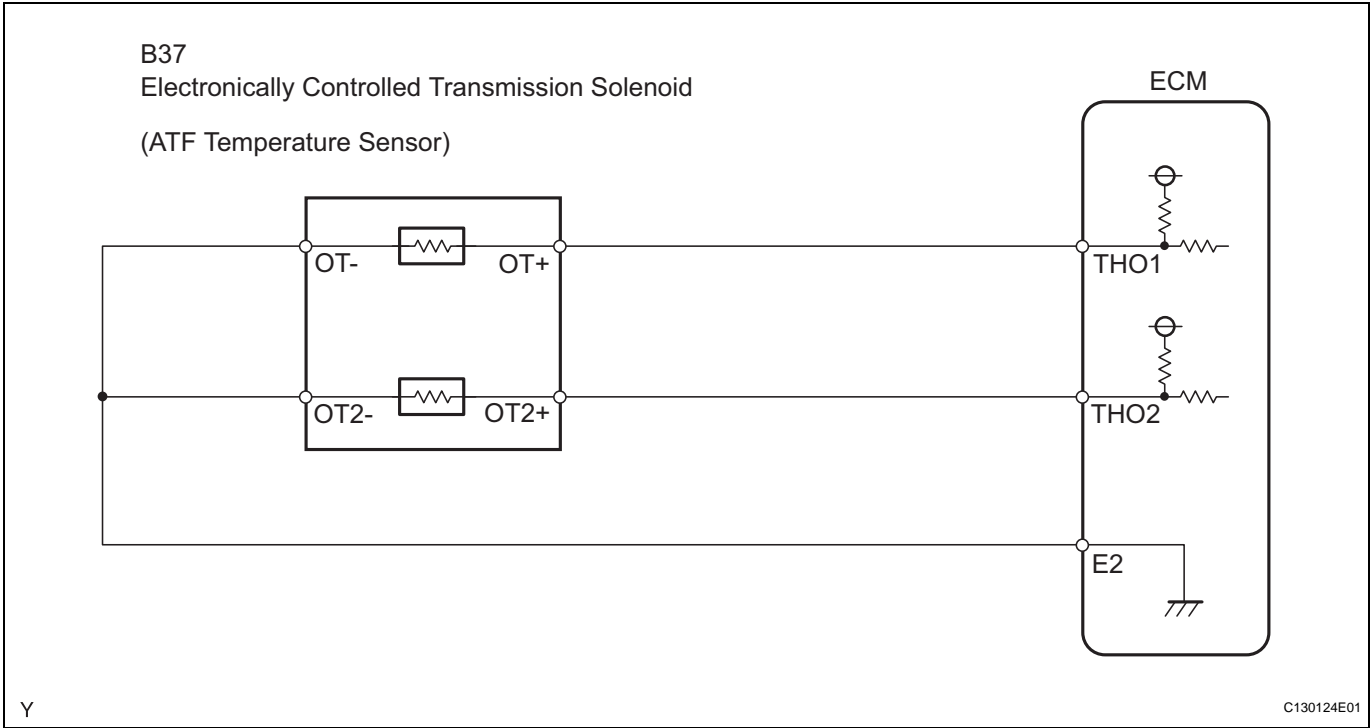 B37
Electronically Controlled Transmission Solenoid
(ATF Temperature Sensor)
ECM
OT-
OT+
THO1
OT2-
OT2+
THO2
E2
Y
C130124E01